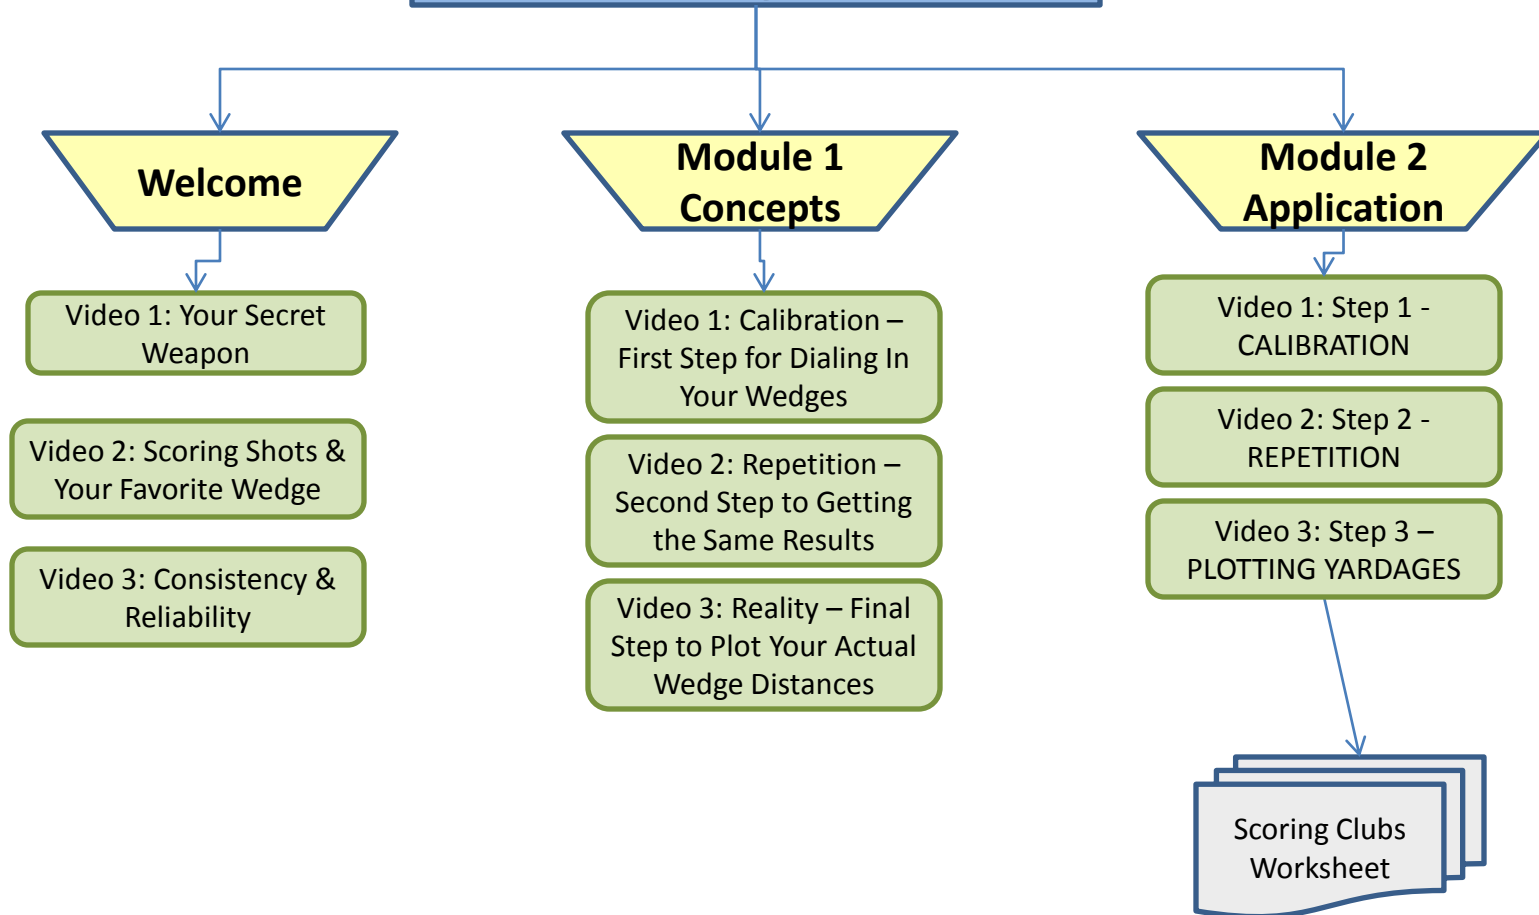 Welcome
Video 1: Your Secret
Weapon
Video 2: Scoring Shots &
Your Favorite Wedge
Video 3: Consistency &
Reliability
Module 1
Concepts
Video 1: Calibration –
First Step for Dialing In
Your Wedges
Video 2: Repetition –
Second Step to Getting
the Same Results
Video 3: Reality – Final
Step to Plot Your Actual
Wedge Distances
Module 2
Application
Video 1: Step 1 -
CALIBRATION
Video 2: Step 2 -
REPETITION
Video 3: Step 3 –
PLOTTING YARDAGES
Scoring Clubs
Worksheet